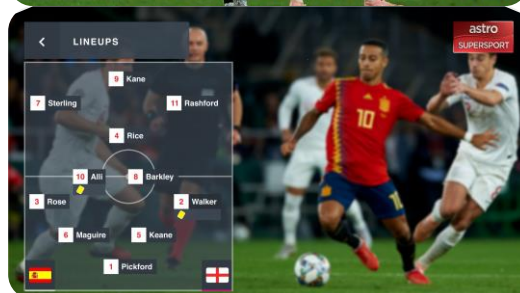 LINEUPS
astro
SUPERSPORT
9 Kane
7 Sterling
11 Rashford
4 Rice
10 Alli
8 Barkley
3 Rose
2 Walker
6 Maguire
5 Keane
1 Pickford
10
10